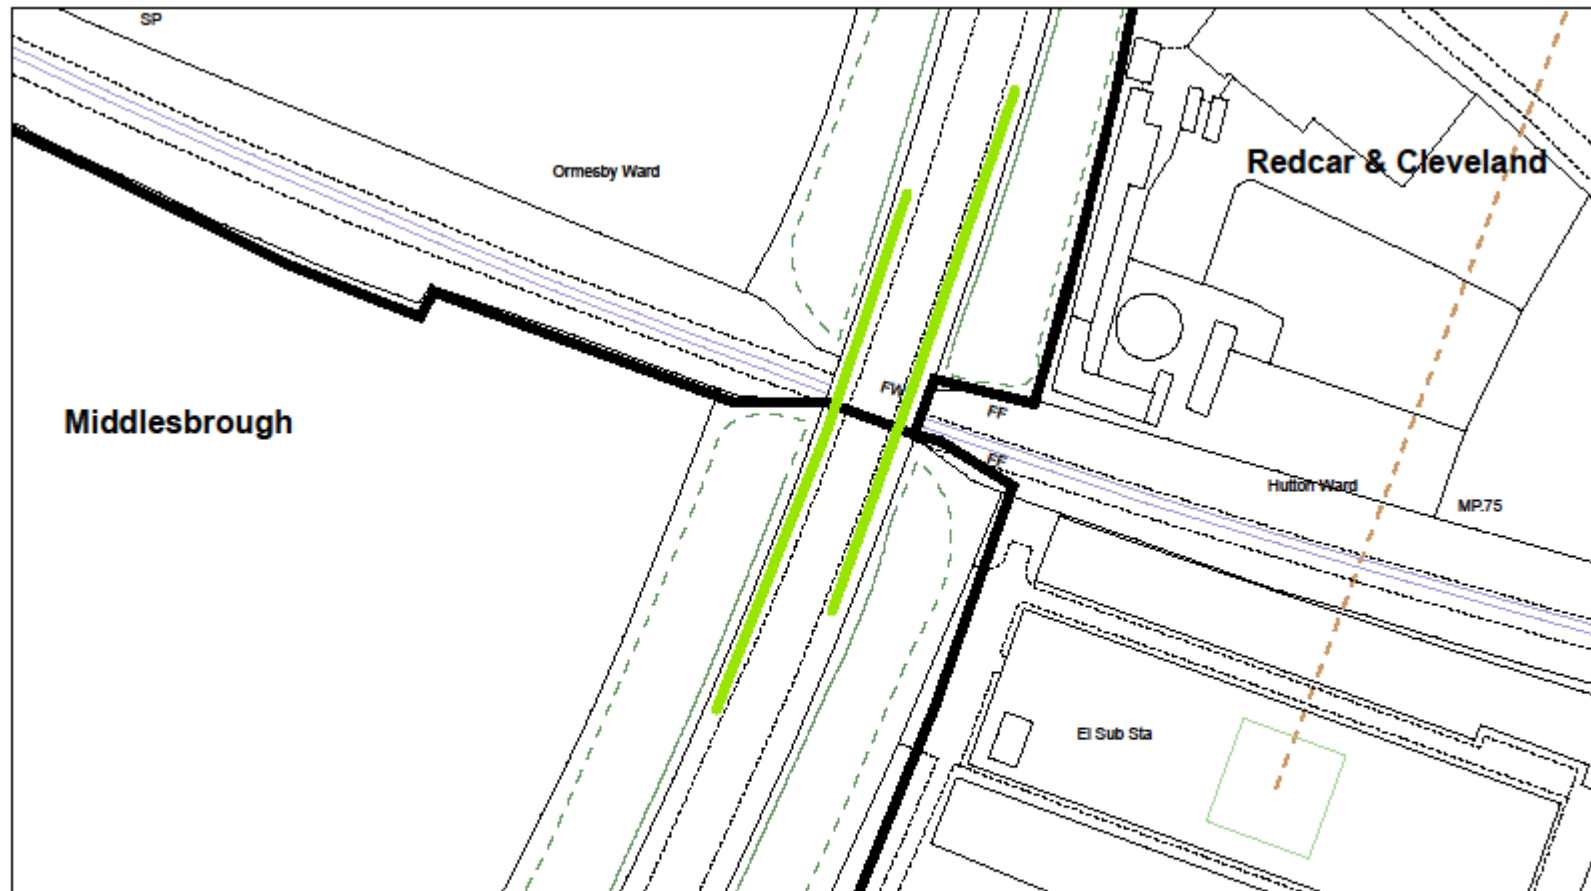 SP
Redcar & Cleveland
Ormesby Ward
FW
FF
Middlesbrough
FF
Hutton Ward
MP.75
El Sub Sta